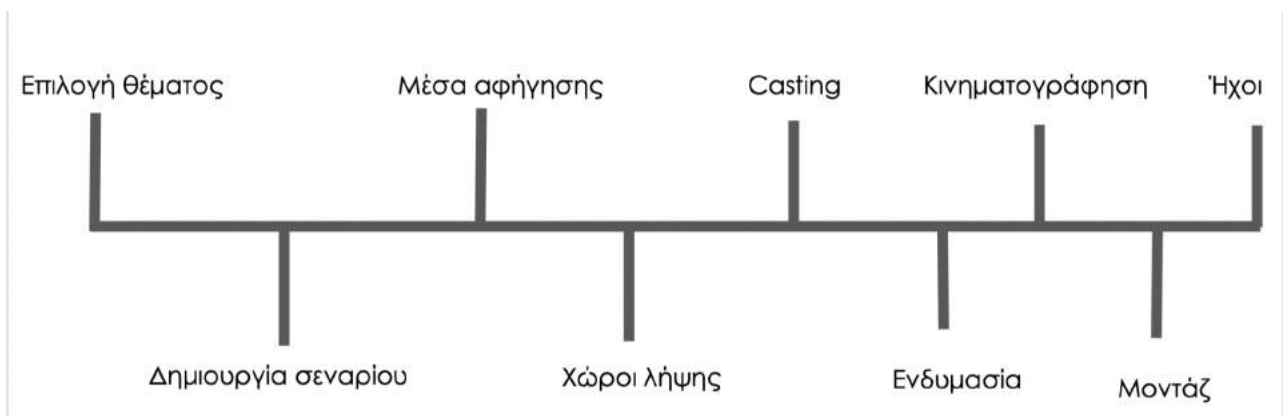 Επιλογή θέματος
Μέσα αφήγησης
Casting
Κινηματογράφηση
Ήχοι
Δημιουργία σεναρίου
Χώροι λήψης
Ενδυμασία
Μοντάζ